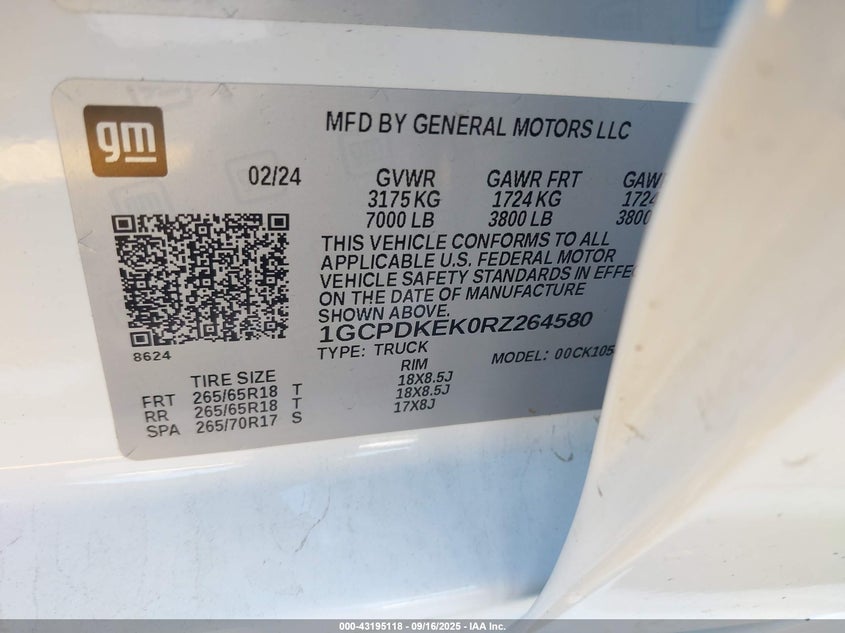 gm
MFD BY GENERAL MOTORS LLC
02/24 GVWR GAWR FRT
3175 KG 1724 KG 1724
7000 LB 3800 LB 3800
THIS VEHICLE CONFORMS TO ALL
APPLICABLE U.S. FEDERAL MOTOR
VEHICLE SAFETY STANDARDS IN
ON THE DATE OF MANUFACTURE
SHOWN ABOVE.
1GCPDKEK0RZ264580
TYPE: TRUCK MODEL: 00CK105
8624
TIRE SIZE RIM
FRT 265/65R18 T 18X8.5J
RR 265/65R18 T 18X8.5J
SPA 265/70R17 S 17X8J
000-43195118 - 09/16/2025 - IAA Inc.